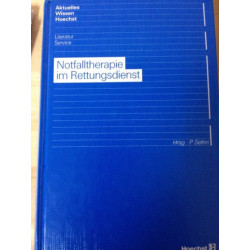 Aktuelles
Wissen
Hoechst
Literatur
Service
Notfalltherapie
im Rettungsdienst
Hrsg.: P. Sefrin
Hoechst